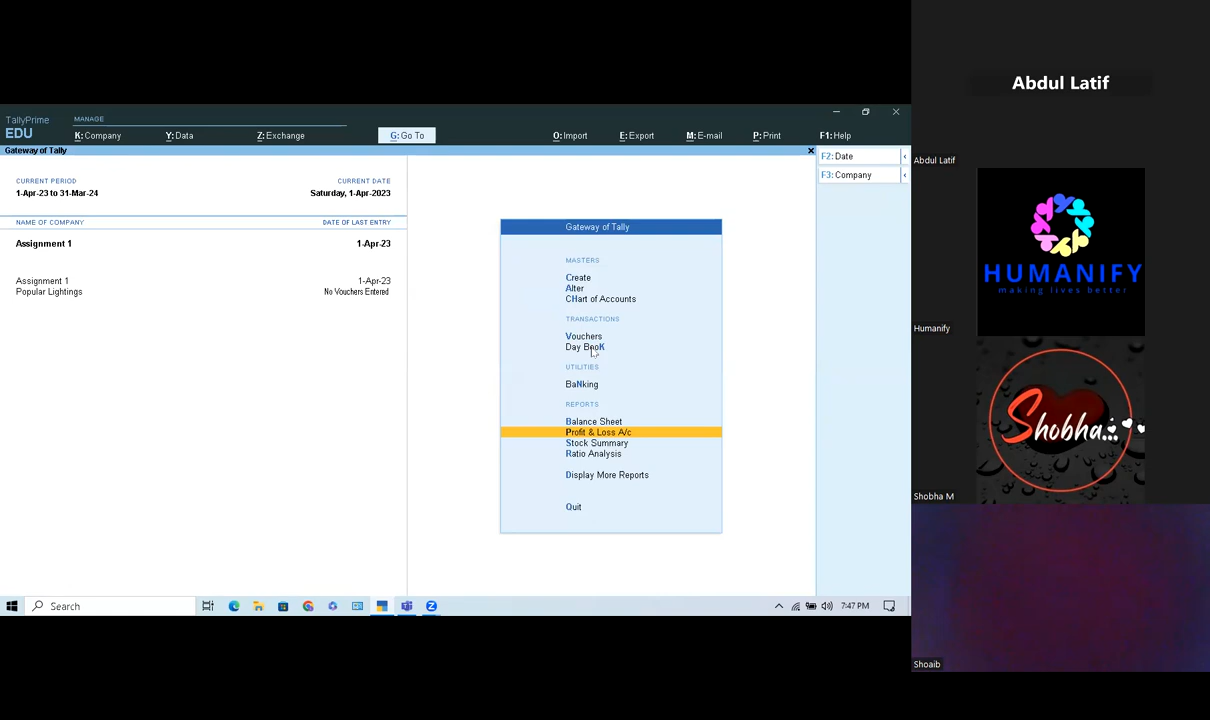 TallyPrime
EDU
MANAGE
K: Company
Y: Data
Z: Exchange
G: Go To
O: Import
E: Export
M: E-mail
P: Print
F1: Help
Gateway of Tally
F2: Date
F3: Company
CURRENT PERIOD
CURRENT DATE
1-Apr-23 to 31-Mar-24
Saturday, 1-Apr-2023
NAME OF COMPANY
DATE OF LAST ENTRY
Assignment 1
1-Apr-23
Assignment 1
1-Apr-23
Popular Lightings
No Vouchers Entered
Gateway of Tally
MASTERS
Create
Alter
CHart of Accounts
TRANSACTIONS
Vouchers
Day BooK
UTILITIES
BaNking
REPORTS
Balance Sheet
Profit & Loss A/c
Stock Summary
Ratio Analysis
Display More Reports
Quit
Search
7:47 PM
Abdul Latif
Abdul Latif
HUMANIFY
making lives better
Humanify
Shobha...
Shobha M
Shoaib